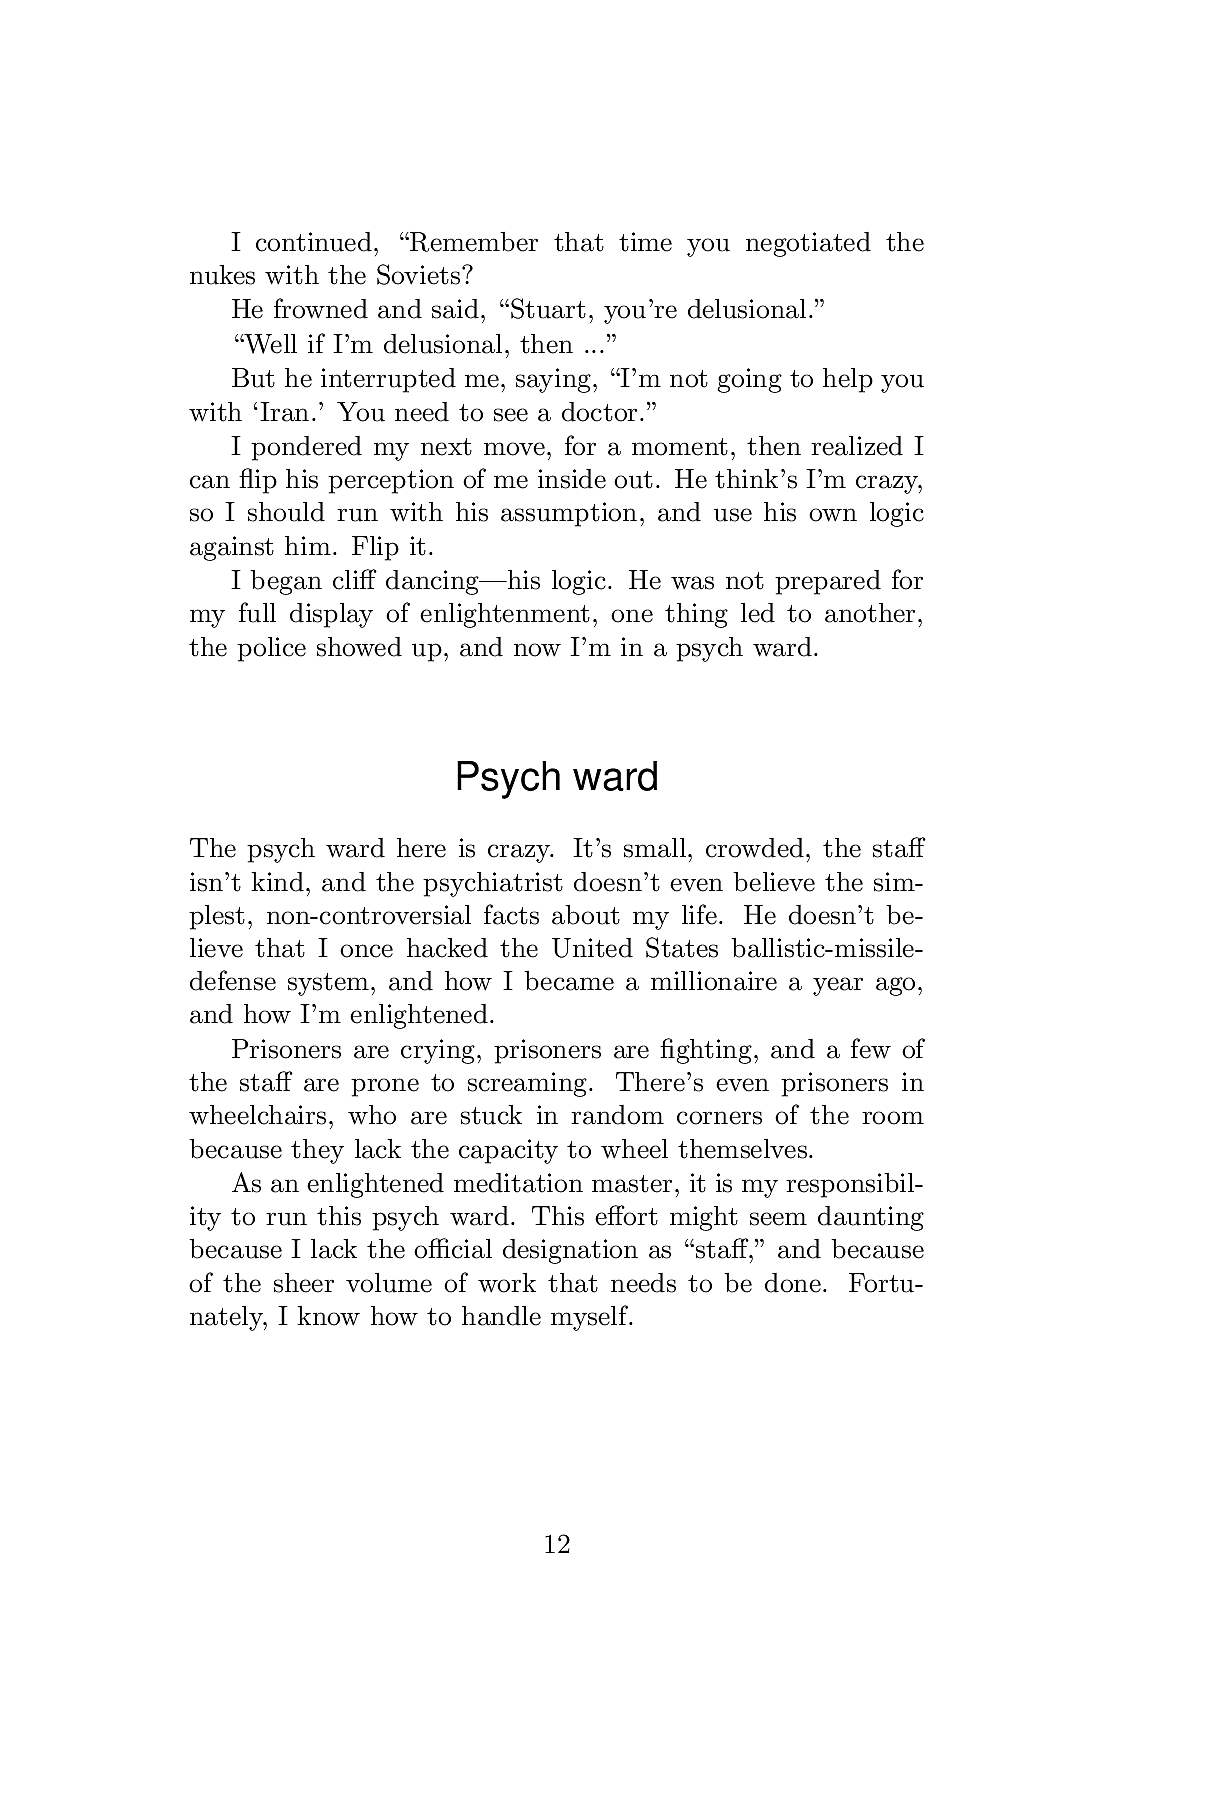 I continued, “Remember that time you negotiated the
nukes with the Soviets?
He frowned and said, “Stuart, you’re delusional.”
“Well if I’m delusional, then ...”
But he interrupted me, saying, “I’m not going to help you
with ‘Iran.’ You need to see a doctor.”
I pondered my next move, for a moment, then realized I
can flip his perception of me inside out. He think’s I’m crazy,
so I should run with his assumption, and use his own logic
against him. Flip it.
I began cliff dancing—his logic. He was not prepared for
my full display of enlightenment, one thing led to another,
the police showed up, and now I’m in a psych ward.
Psych ward
The psych ward here is crazy. It’s small, crowded, the staff
isn’t kind, and the psychiatrist doesn’t even believe the sim-
plest, non-controversial facts about my life. He doesn’t be-
lieve that I once hacked the United States ballistic-missile-
defense system, and how I became a millionaire a year ago,
and how I’m enlightened.
Prisoners are crying, prisoners are fighting, and a few of
the staff are prone to screaming. There’s even prisoners in
wheelchairs, who are stuck in random corners of the room
because they lack the capacity to wheel themselves.
As an enlightened meditation master, it is my responsibil-
ity to run this psych ward. This effort might seem daunting
because I lack the official designation as “staff,” and because
of the sheer volume of work that needs to be done. Fortu-
nately, I know how to handle myself.
12